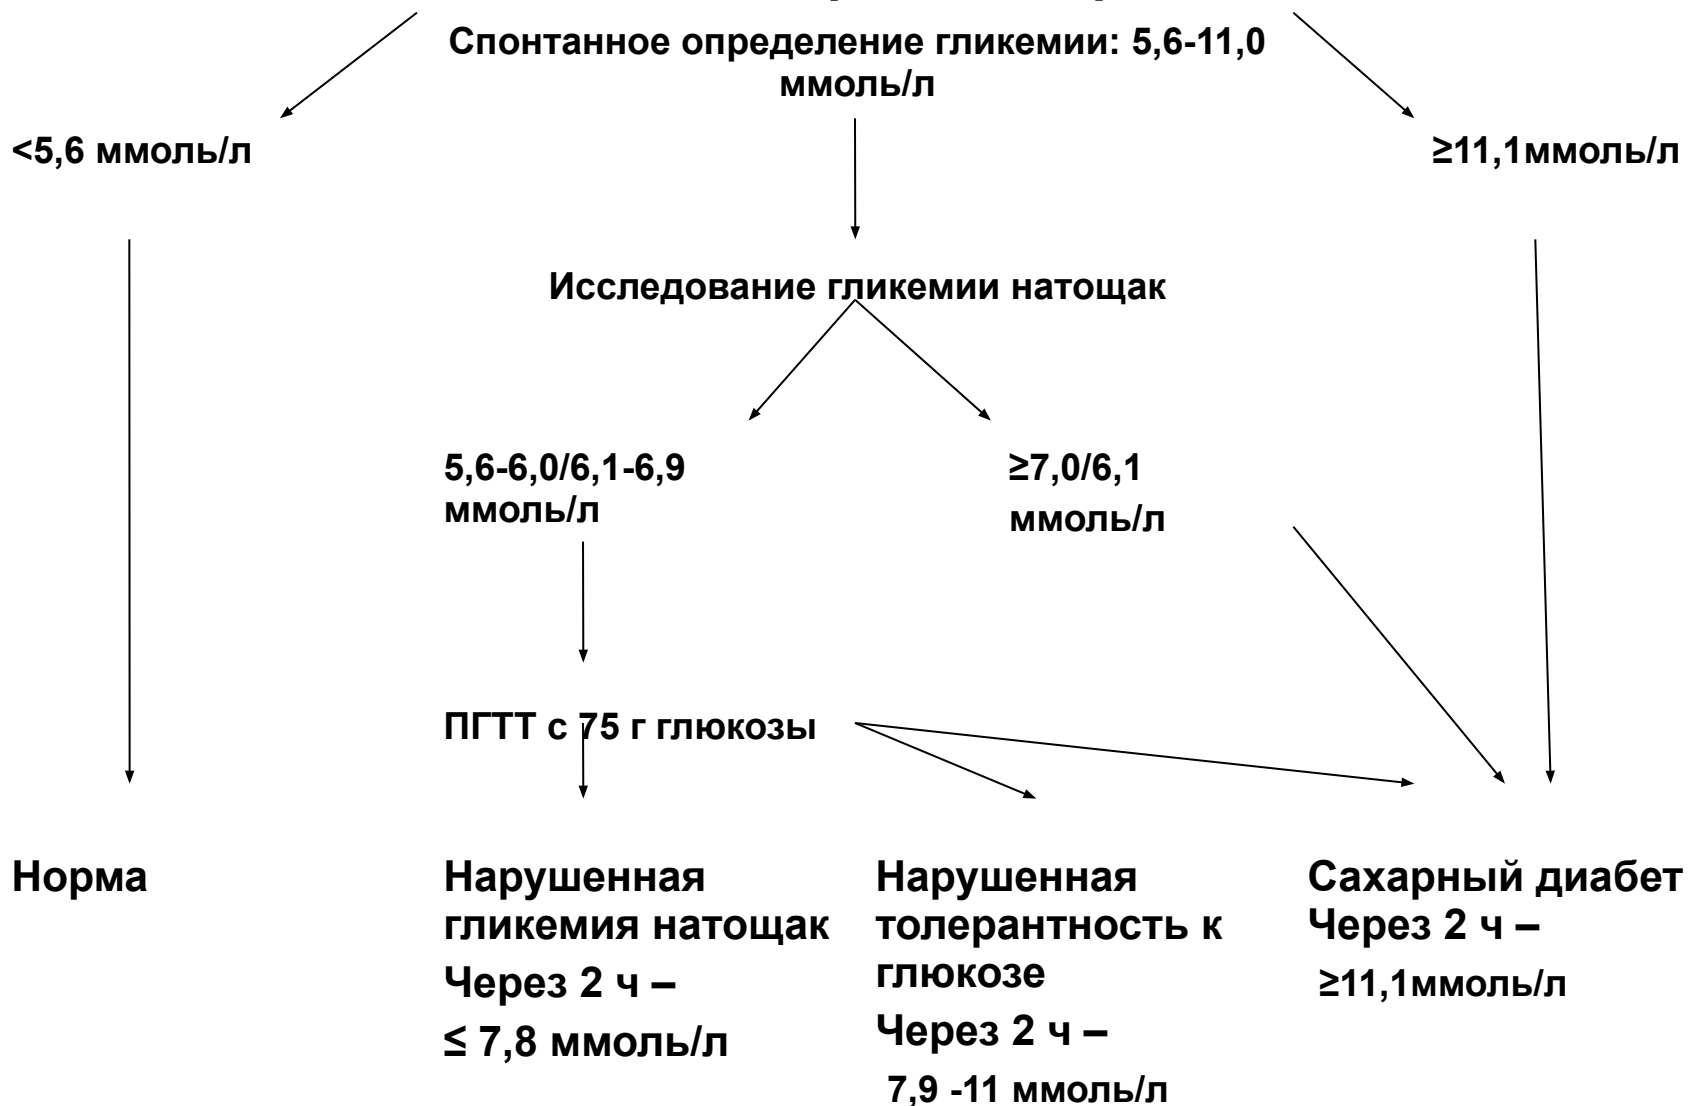 Спонтанное определение гликемии: 5,6-11,0
ммоль/л
<5,6 ммоль/л
≥11,1ммоль/л
Исследование гликемии натощак
5,6-6,0/6,1-6,9
ммоль/л
≥7,0/6,1
ммоль/л
ПГТТ с 75 г глюкозы
Норма
Нарушенная
гликемия натощак
Через 2 ч –
≤ 7,8 ммоль/л
Нарушенная
толерантность к
глюкозе
Через 2 ч –
7,9 -11 ммоль/л
Сахарный диабет
Через 2 ч –
≥11,1ммоль/л